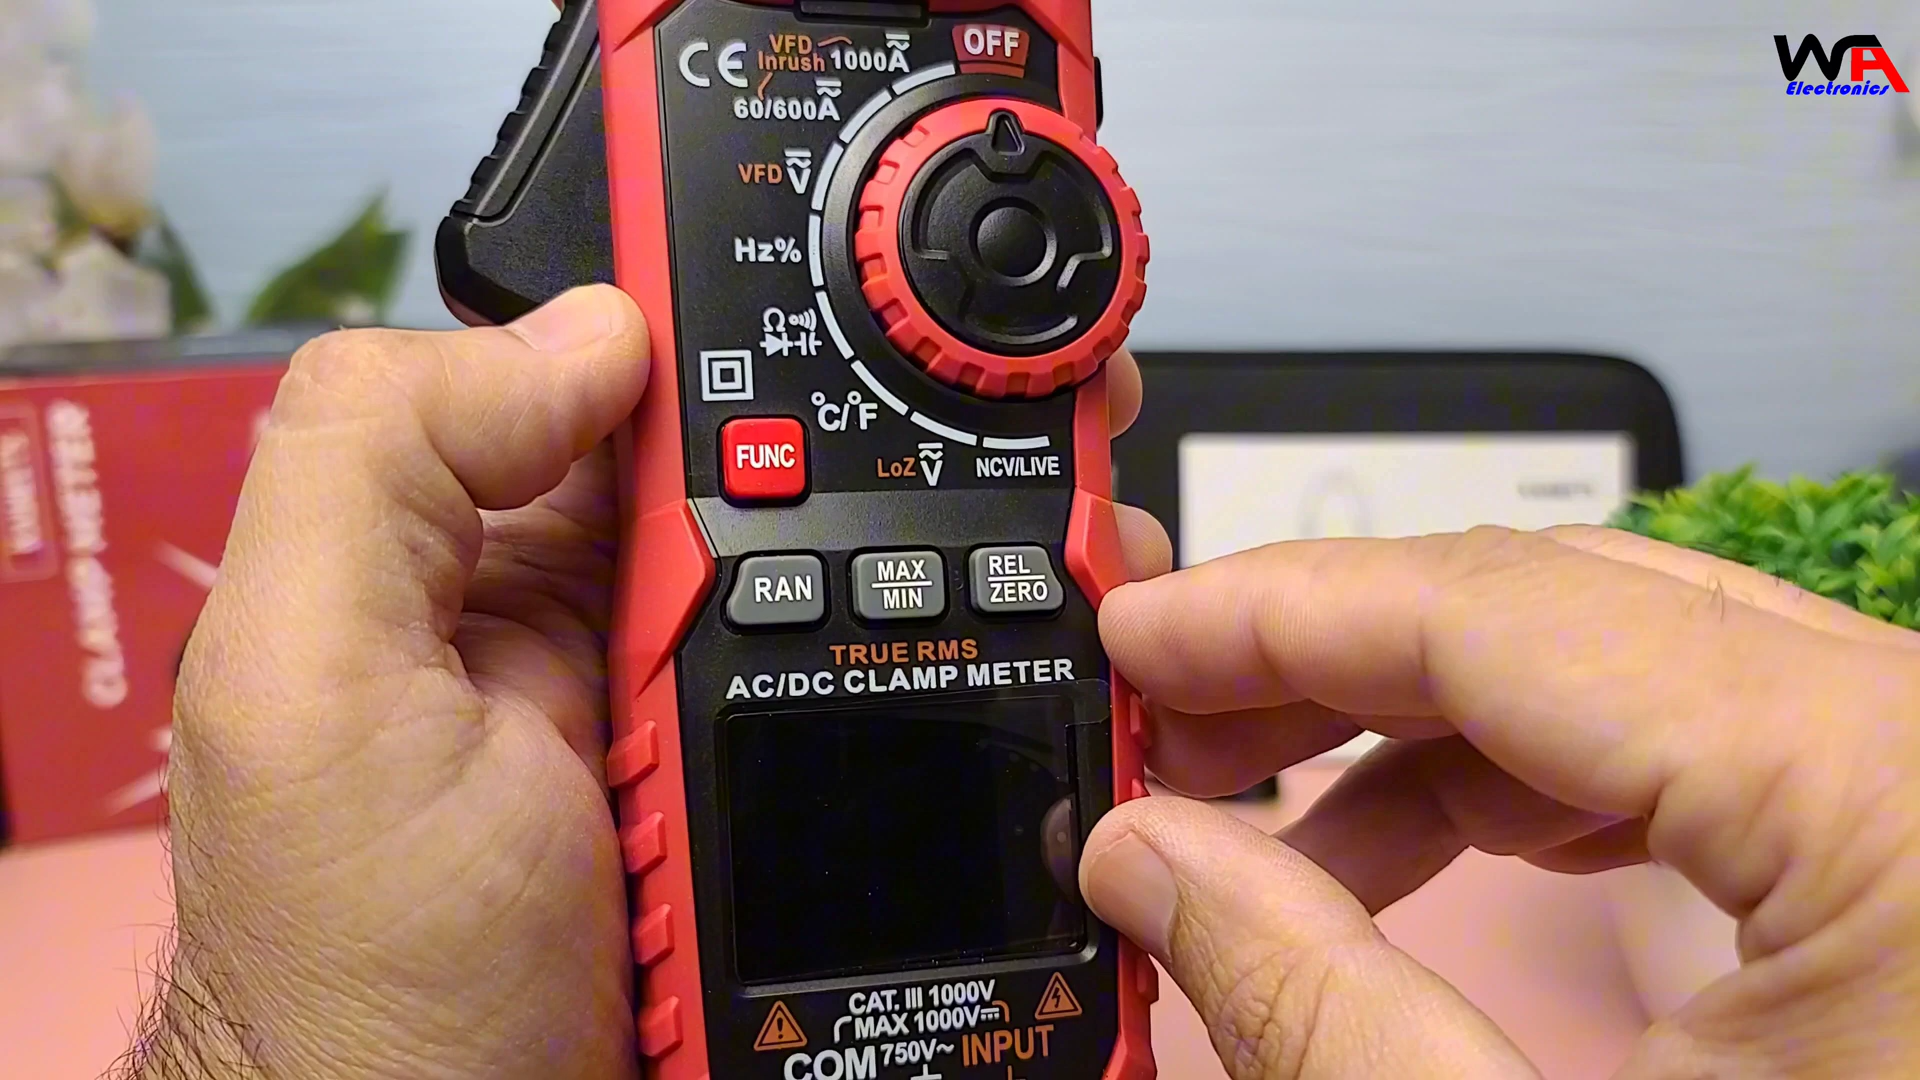 WA
Electronics
CE
VFD
Inrush 1000A
OFF
60/600A
VFD V
Hz%
Ω
°C/°F
FUNC
LoZ V
NCV/LIVE
RAN
MAX
MIN
REL
ZERO
TRUE RMS
AC/DC CLAMP METER
CAT. III 1000V
MAX 1000V
COM 750V~ INPUT
CLAMP METER